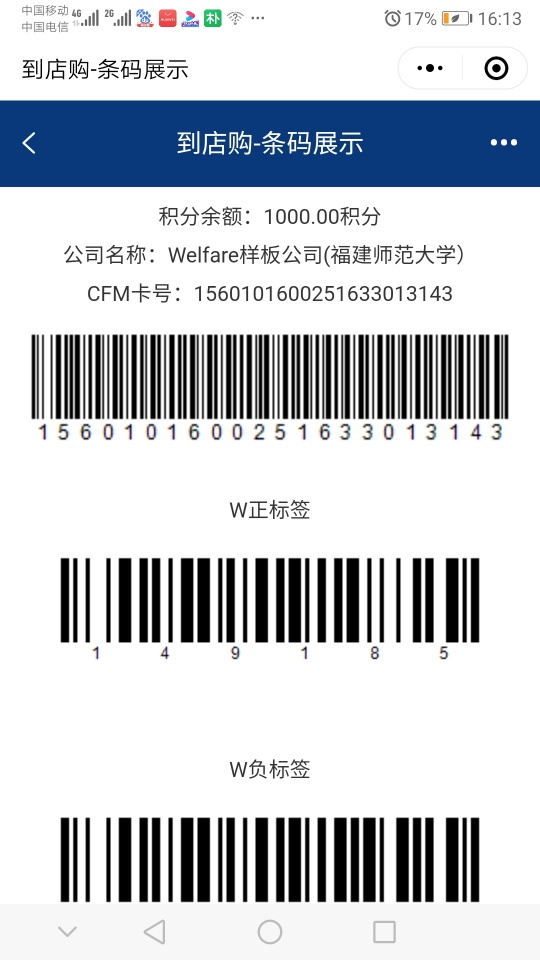 中国移动 4G 2G 17% 16:13
中国电信
到店购-条码展示
到店购-条码展示
积分余额：1000.00积分
公司名称：Welfare样板公司(福建师范大学)
CFM卡号：1560101600251633013143
1560101600251633013143
W正标签
149185
W负标签